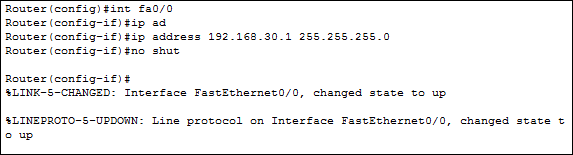 Router(config)#int fa0/0
Router(config-if)#ip ad
Router(config-if)#ip address 192.168.30.1 255.255.255.0
Router(config-if)#no shut

Router(config-if)#
%LINK-5-CHANGED: Interface FastEthernet0/0, changed state to up

%LINEPROTO-5-UPDOWN: Line protocol on Interface FastEthernet0/0, changed state t
o up